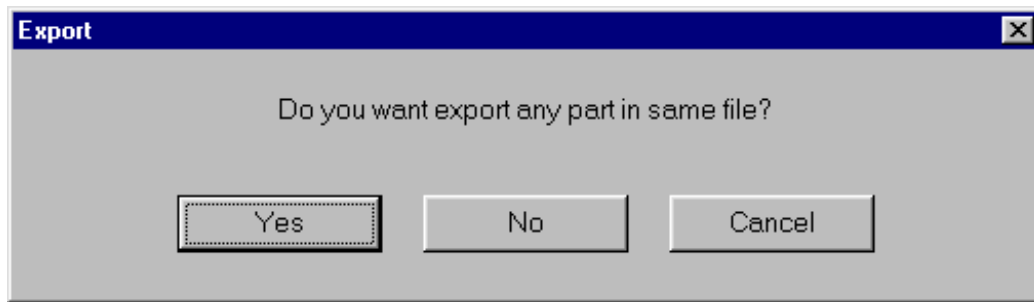 Export
Do you want export any part in same file?
Yes
No
Cancel